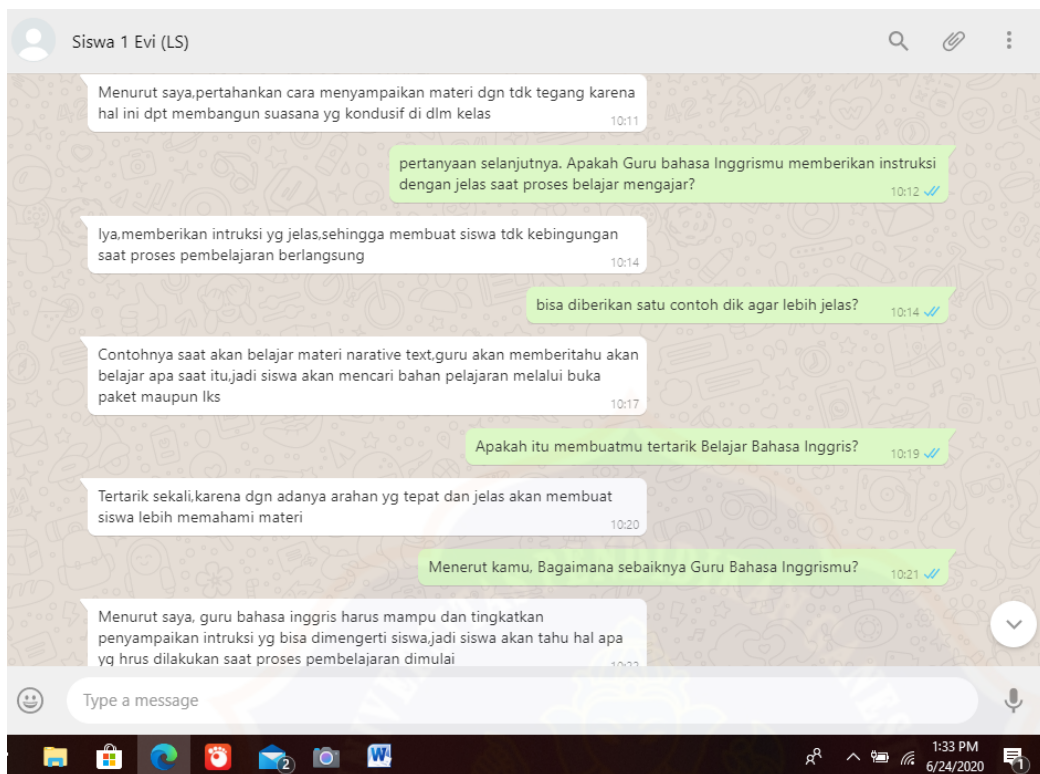 Siswa 1 Evi (LS)
Menurut saya,pertahankan cara menyampaikan materi dgn tdk tegang karena
hal ini dpt membangun suasana yg kondusif di dlm kelas
10:11
pertanyaan selanjutnya. Apakah Guru bahasa Inggrismu memberikan instruksi
dengan jelas saat proses belajar mengajar?
10:12
Iya,memberikan intruksi yg jelas,sehingga membuat siswa tdk kebingungan
saat proses pembelajaran berlangsung
10:14
bisa diberikan satu contoh dik agar lebih jelas?
10:14
Contohnya saat akan belajar materi narative text,guru akan memberitahu akan
belajar apa saat itu,jadi siswa akan mencari bahan pelajaran melalui buka
paket maupun lks
10:17
Apakah itu membuatmu tertarik Belajar Bahasa Inggris?
10:19
Tertarik sekali,karena dgn adanya arahan yg tepat dan jelas akan membuat
siswa lebih memahami materi
10:20
Menerut kamu, Bagaimana sebaiknya Guru Bahasa Inggrismu?
10:21
Menurut saya, guru bahasa inggris harus mampu dan tingkatkan
penyampaikan intruksi yg bisa dimengerti siswa,jadi siswa akan tahu hal apa
yg hrus dilakukan saat proses pembelajaran dimulai
Type a message
2
1:33 PM
6/24/2020
1